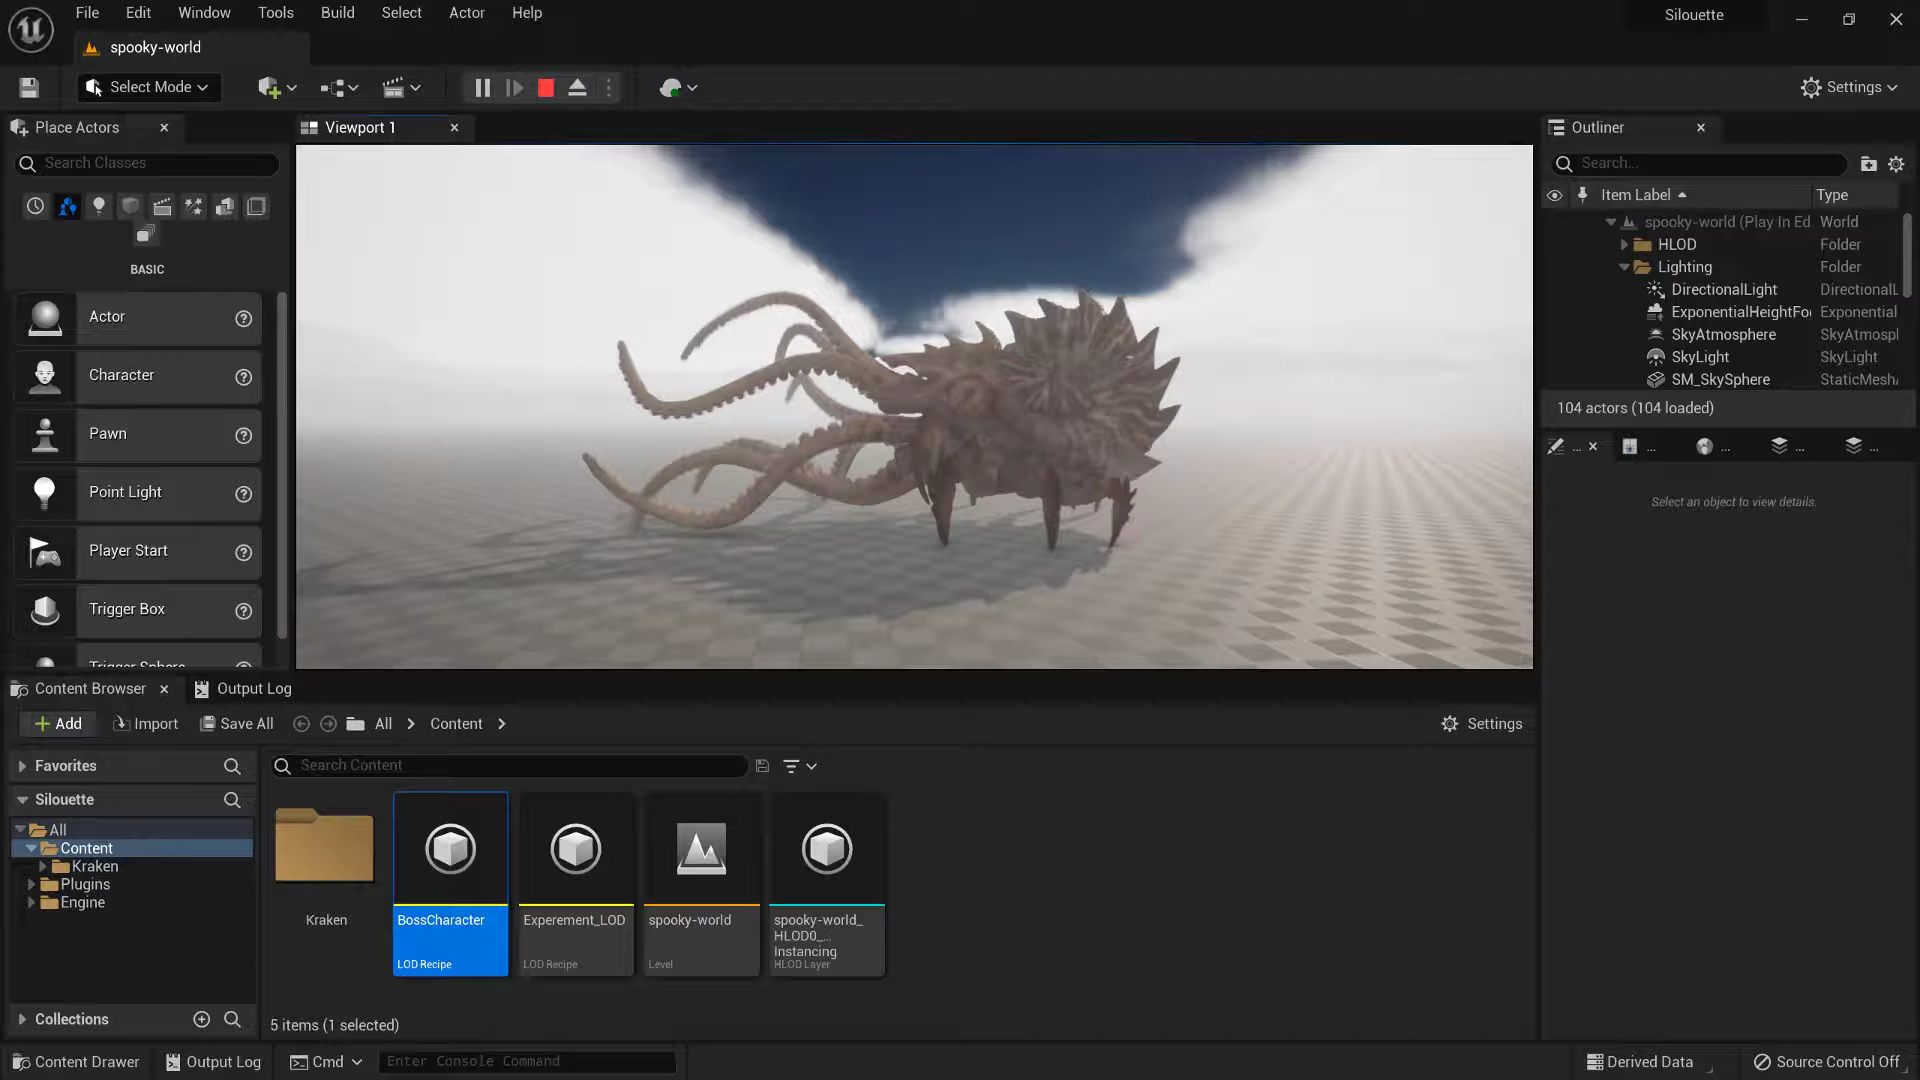 File Edit Window Tools Build Select Actor Help
Silouette
spooky-world
Select Mode
Settings
Place Actors
Viewport 1
Outliner
Search Classes
Search...
Item Label Type
spooky-world (Play In Ed World
HLOD Folder
Lighting Folder
DirectionalLight DirectionalL
ExponentialHeightFo Exponential
SkyAtmosphere SkyAtmospl
SkyLight SkyLight
SM_SkySphere StaticMesh
104 actors (104 loaded)
... ... ... ... ...
Select an object to view details.
BASIC
Actor
Character
Pawn
Point Light
Player Start
Trigger Box
Trigger Sphere
Content Browser
Output Log
Add Import Save All All Content
Settings
Favorites
Search Content
Silouette
All
Content
Kraken
Plugins
Engine
Collections
Kraken
BossCharacter
LOD Recipe
Experement_LOD
LOD Recipe
spooky-world
Level
spooky-world_
HLOD0_...
Instancing
HLOD Layer
5 items (1 selected)
Content Drawer Output Log Cmd Enter Console Command Derived Data Source Control Off